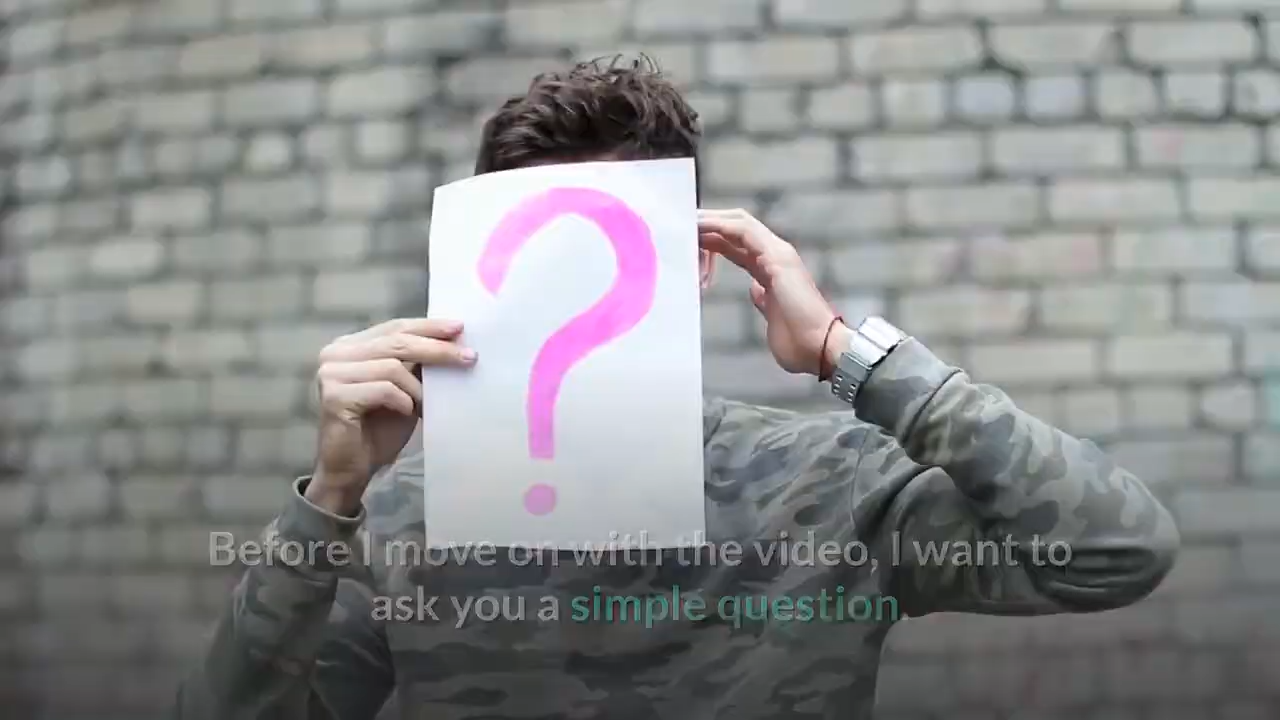 ?
Before I move on with the video, I want to
ask you a simple question.